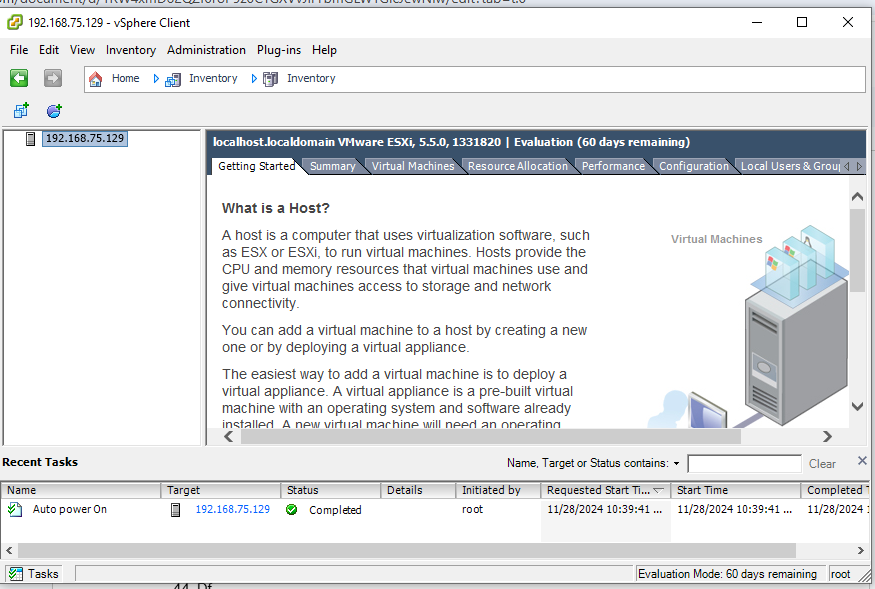 192.168.75.129 - vSphere Client
File Edit View Inventory Administration Plug-ins Help
Home Inventory Inventory
192.168.75.129
localhost.localdomain VMware ESXi, 5.5.0, 1331820 | Evaluation (60 days remaining)
Getting Started Summary Virtual Machines Resource Allocation Performance Configuration Local Users & Grou
What is a Host?
A host is a computer that uses virtualization software, such
as ESX or ESXi, to run virtual machines. Hosts provide the
CPU and memory resources that virtual machines use and
give virtual machines access to storage and network
connectivity.
You can add a virtual machine to a host by creating a new
one or by deploying a virtual appliance.
The easiest way to add a virtual machine is to deploy a
virtual appliance. A virtual appliance is a pre-built virtual
machine with an operating system and software already
installed. A new virtual machine will need an operating
Virtual Machines
Recent Tasks
Name, Target or Status contains: Clear
Name Target Status Details Initiated by Requested Start Ti... Start Time Completed T
Auto power On 192.168.75.129 Completed root 11/28/2024 10:39:41 ... 11/28/2024 10:39:41 ... 11/28/2024
Tasks Evaluation Mode: 60 days remaining root